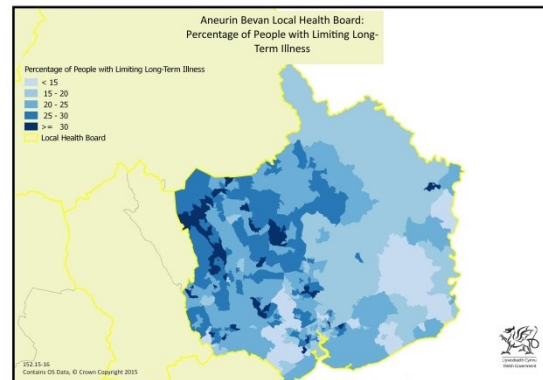 Aneurin Bevan Local Health Board:
Percentage of People with Limiting Long-
Term Illness
Percentage of People with Limiting Long-Term Illness
< 15
15 - 20
20 - 25
25 - 30
>= 30
Local Health Board
152.15-16
Contains OS Data, © Crown Copyright 2015
Llywodraeth Cymru
Welsh Government